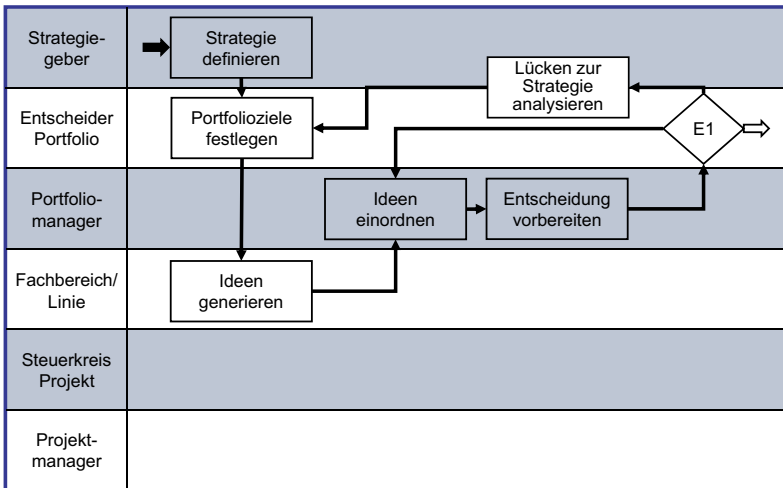 Strategie-
geber
Strategie
definieren
Lücken zur
Strategie
analysieren
Entscheider
Portfolio
Portfolioziele
festlegen
E1
Portfolio-
manager
Ideen
einordnen
Entscheidung
vorbereiten
Fachbereich/
Linie
Ideen
generieren
Steuerkreis
Projekt
Projekt-
manager